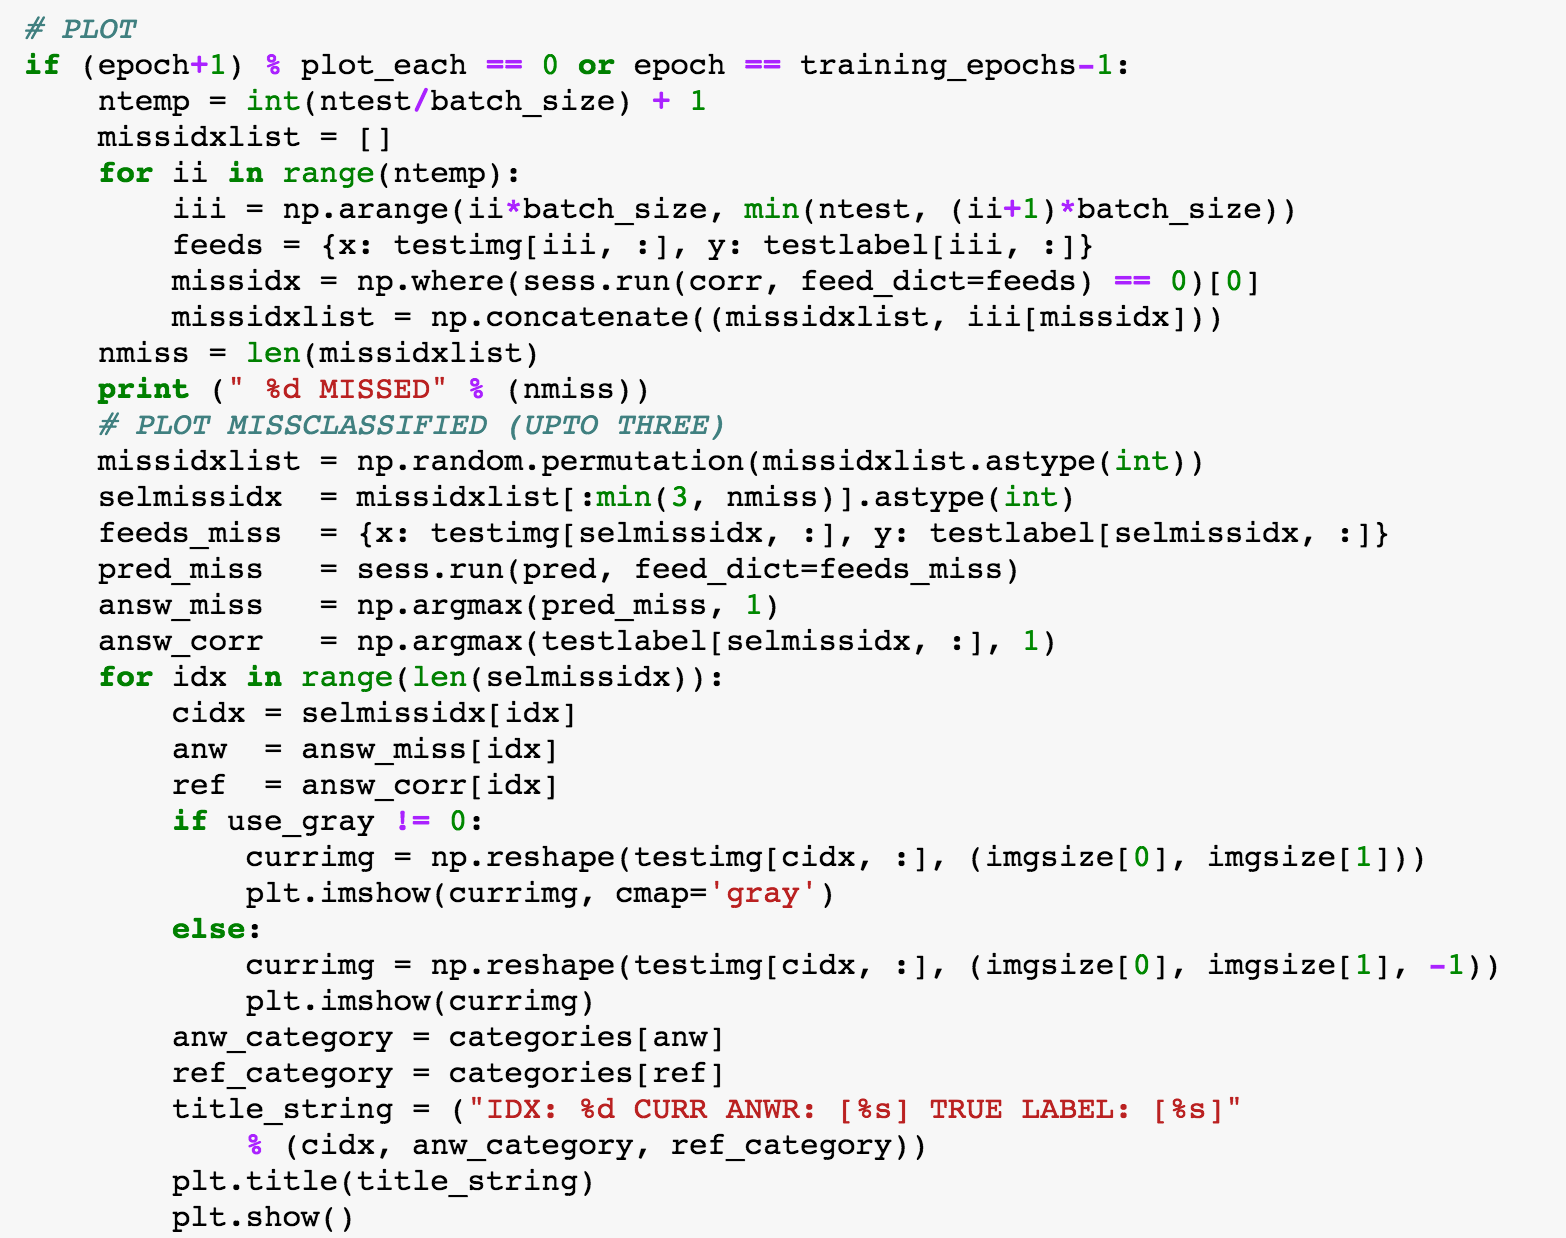 # PLOT
if (epoch+1) % plot_each == 0 or epoch == training_epochs-1:
    ntemp = int(ntest/batch_size) + 1
    missidxlist = []
    for ii in range(ntemp):
        iii = np.arange(ii*batch_size, min(ntest, (ii+1)*batch_size))
        feeds = {x: testimg[iii, :], y: testlabel[iii, :]}
        missidx = np.where(sess.run(corr, feed_dict=feeds) == 0)[0]
        missidxlist = np.concatenate((missidxlist, iii[missidx]))
    nmiss = len(missidxlist)
    print (" %d MISSED" % (nmiss))
    # PLOT MISSCLASSIFIED (UPTO THREE)
    missidxlist = np.random.permutation(missidxlist.astype(int))
    selmissidx  = missidxlist[:min(3, nmiss)].astype(int)
    feeds_miss  = {x: testimg[selmissidx, :], y: testlabel[selmissidx, :]}
    pred_miss   = sess.run(pred, feed_dict=feeds_miss)
    answ_miss   = np.argmax(pred_miss, 1)
    answ_corr   = np.argmax(testlabel[selmissidx, :], 1)
    for idx in range(len(selmissidx)):
        cidx = selmissidx[idx]
        anw  = answ_miss[idx]
        ref  = answ_corr[idx]
        if use_gray != 0:
            currimg = np.reshape(testimg[cidx, :], (imgsize[0], imgsize[1]))
            plt.imshow(currimg, cmap='gray')
        else:
            currimg = np.reshape(testimg[cidx, :], (imgsize[0], imgsize[1], -1))
            plt.imshow(currimg)
        anw_category = categories[anw]
        ref_category = categories[ref]
        title_string = ("IDX: %d CURR ANWR: [%s] TRUE LABEL: [%s]"
            % (cidx, anw_category, ref_category))
        plt.title(title_string)
        plt.show()